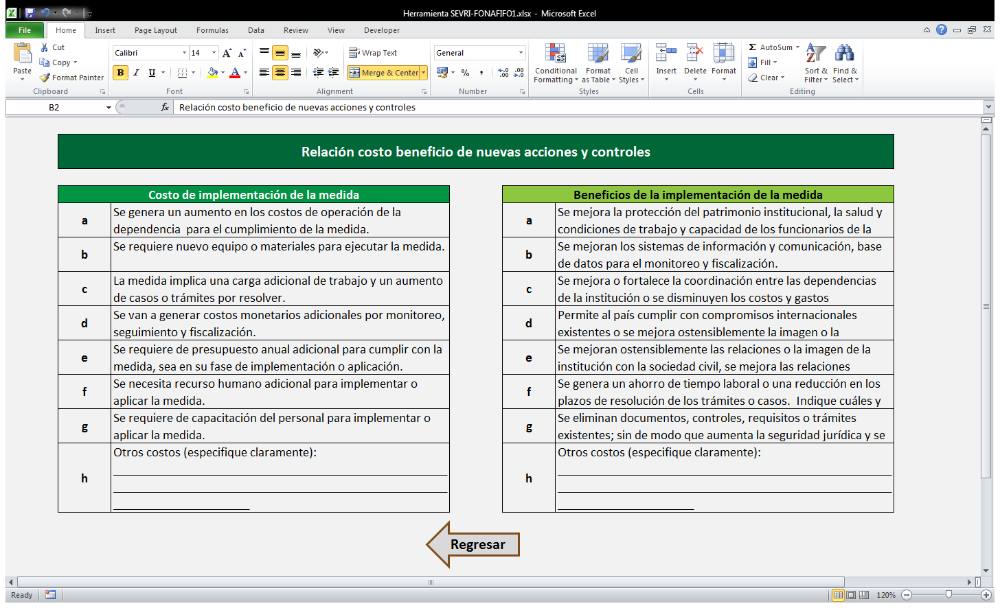 Herramienta SEVRI-FONAFIFO1.xlsx - Microsoft Excel
File Home Insert Page Layout Formulas Data Review View Developer
Paste
Cut
Copy
Format Painter
Clipboard
Calibri 14
B I U
Font
Wrap Text
Merge & Center
Alignment
General
Number
Conditional Formatting
Format as Table
Cell Styles
Styles
Insert Delete Format
Cells
AutoSum
Fill
Clear
Sort & Filter
Find & Select
Editing
B2 fx Relación costo beneficio de nuevas acciones y controles
Relación costo beneficio de nuevas acciones y controles
Costo de implementación de la medida
a
Se genera un aumento en los costos de operación de la
dependencia para el cumplimiento de la medida.
b
Se requiere nuevo equipo o materiales para ejecutar la medida.
c
La medida implica una carga adicional de trabajo y un aumento
de casos o trámites por resolver.
d
Se van a generar costos monetarios adicionales por monitoreo,
seguimiento y fiscalización.
e
Se requiere de presupuesto anual adicional para cumplir con la
medida, sea en su fase de implementación o aplicación.
f
Se necesita recurso humano adicional para implementar o
aplicar la medida.
g
Se requiere de capacitación del personal para implementar o
aplicar la medida.
h
Otros costos (especifique claramente):
Beneficios de la implementación de la medida
a
Se mejora la protección del patrimonio institucional, la salud y
condiciones de trabajo y capacidad de los funcionarios de la
b
Se mejoran los sistemas de información y comunicación, base
de datos para el monitoreo y fiscalización.
c
Se mejora o fortalece la coordinación entre las dependencias
de la institución o se disminuyen los costos y gastos
d
Permite al país cumplir con compromisos internacionales
existentes o se mejora ostensiblemente la imagen o la
e
Se mejoran ostensiblemente las relaciones o la imagen de la
institución con la sociedad civil, se mejora las relaciones
f
Se genera un ahorro de tiempo laboral o una reducción en los
plazos de resolución de los trámites o casos. Indique cuáles y
g
Se eliminan documentos, controles, requisitos o trámites
existentes; sin de modo que aumenta la seguridad jurídica y se
h
Otros costos (especifique claramente):
Regresar
Ready 120%